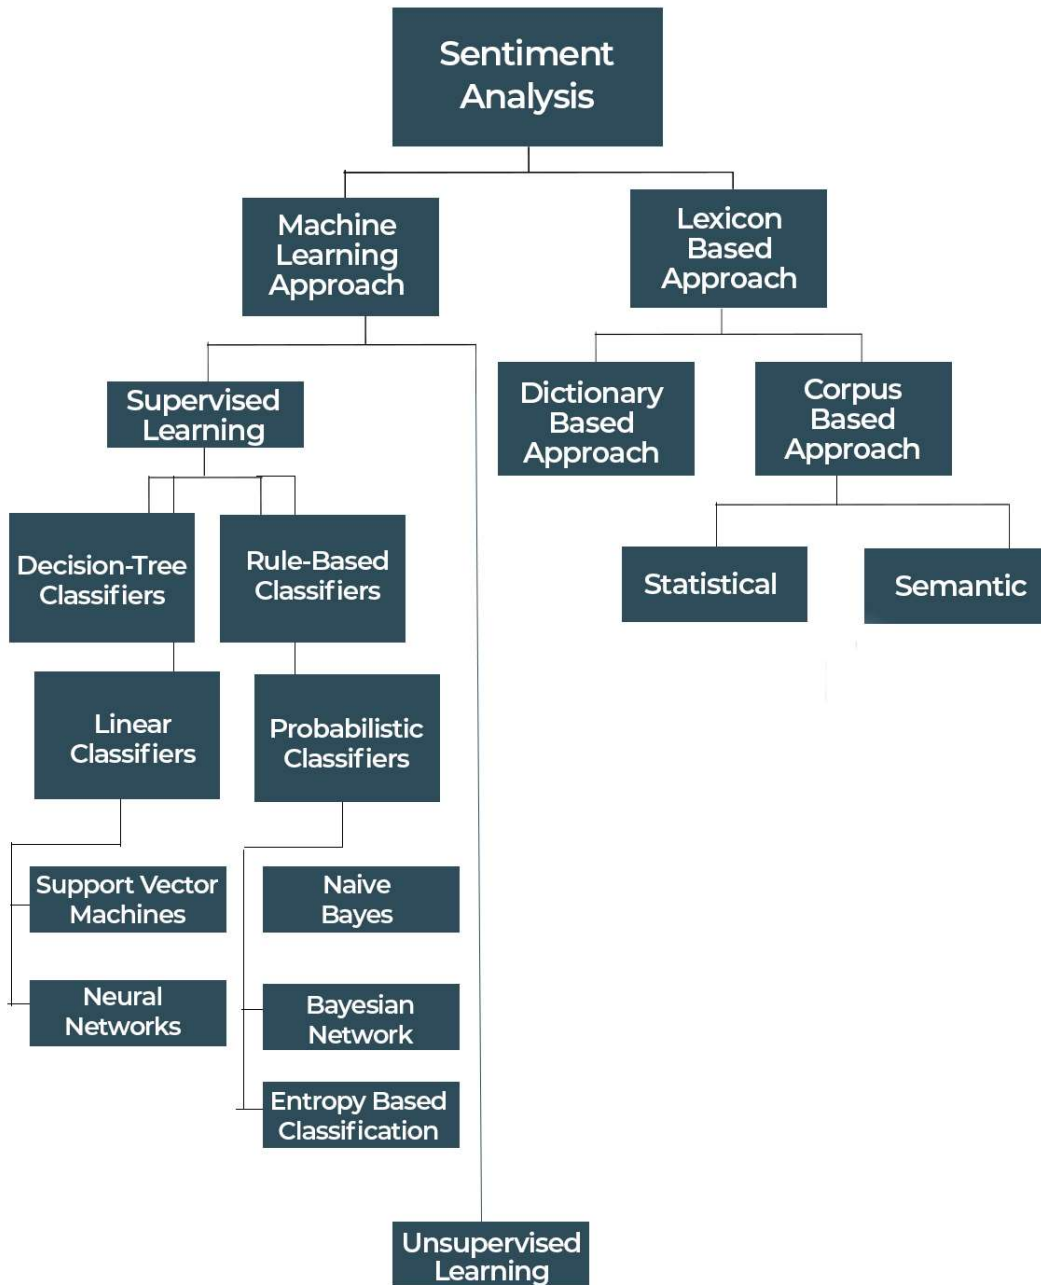 Sentiment
Analysis
Machine
Learning
Approach
Lexicon
Based
Approach
Supervised
Learning
Dictionary
Based
Approach
Corpus
Based
Approach
Decision-Tree
Classifiers
Rule-Based
Classifiers
Statistical
Semantic
Linear
Classifiers
Probabilistic
Classifiers
Support Vector
Machines
Naive
Bayes
Neural
Networks
Bayesian
Network
Entropy Based
Classification
Unsupervised
Learning